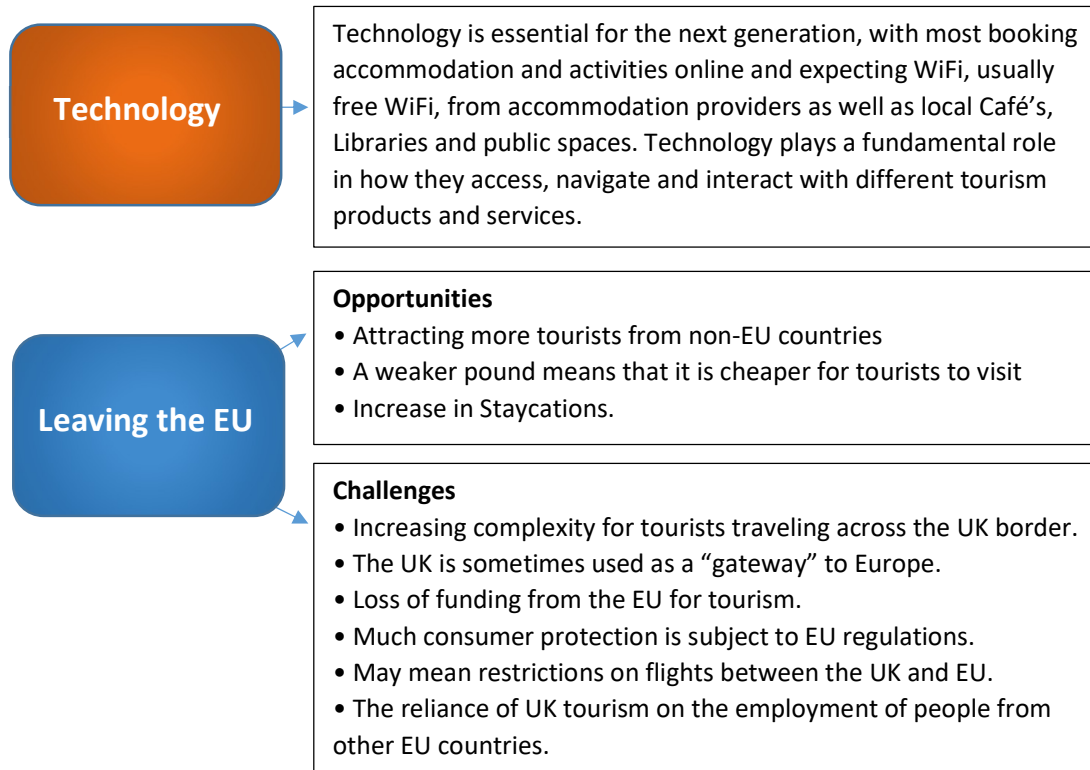 Technology
Technology is essential for the next generation, with most booking
accommodation and activities online and expecting WiFi, usually
free WiFi, from accommodation providers as well as local Café’s,
Libraries and public spaces. Technology plays a fundamental role
in how they access, navigate and interact with different tourism
products and services.
Leaving the EU
Opportunities
• Attracting more tourists from non-EU countries
• A weaker pound means that it is cheaper for tourists to visit
• Increase in Staycations.
Challenges
• Increasing complexity for tourists traveling across the UK border.
• The UK is sometimes used as a “gateway” to Europe.
• Loss of funding from the EU for tourism.
• Much consumer protection is subject to EU regulations.
• May mean restrictions on flights between the UK and EU.
• The reliance of UK tourism on the employment of people from
other EU countries.